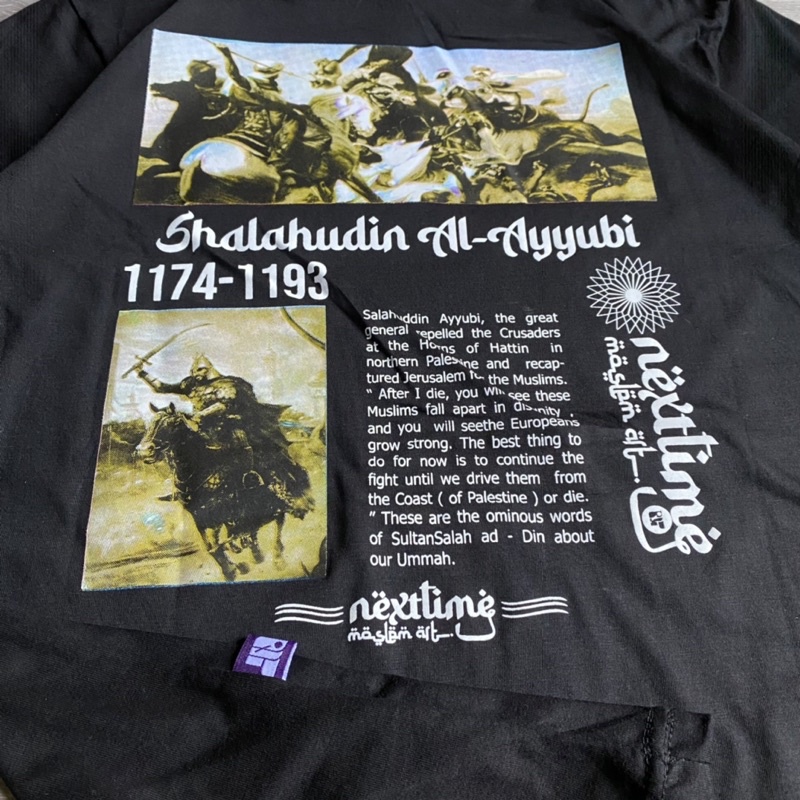 Shalahudin Al-Ayyubi
1174-1193
Salahuddin Ayyubi, the great
general repelled the Crusaders
at the Horns of Hattin in
northern Palestine and recap-
tured Jerusalem the Muslims.
" After I die, you will see these
Muslims fall apart in disunity ,
and you will seethe Europeans
grow strong. The best thing to
do for now is to continue the
fight until we drive them from
the Coast ( of Palestine ) or die.
" These are the ominous words
of SultanSalah ad - Din about
our Ummah.
nëxtimė
möslëm ärt
nëxtimė
möslëm ärt